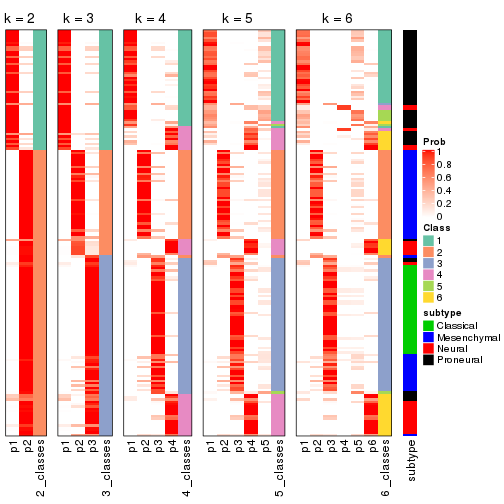 k = 2
k = 3
k = 4
k = 5
k = 6
Prob
1
0.8
0.6
0.4
0.2
0
Class
1
2
3
4
5
6
subtype
Classical
Mesenchymal
Neural
Proneural
p1
p2
2_classes
p1
p2
p3
3_classes
p1
p2
p3
p4
4_classes
p1
p2
p3
p4
p5
5_classes
p1
p2
p3
p4
p5
p6
6_classes
subtype